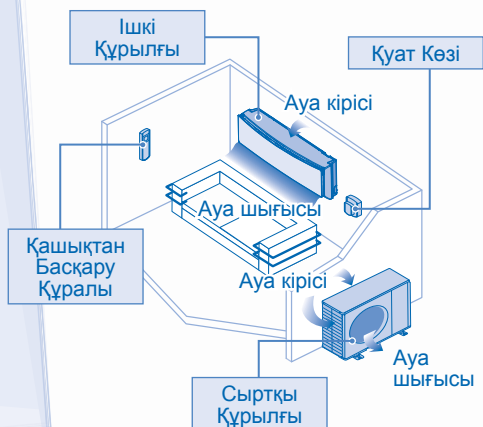 Ішкі
Құрылғы
Қуат Көзі
Ауа кірісі
Ауа шығысы
Қашықтан
Басқару
Құралы
Ауа кірісі
Ауа
шығысы
Сыртқы
Құрылғы